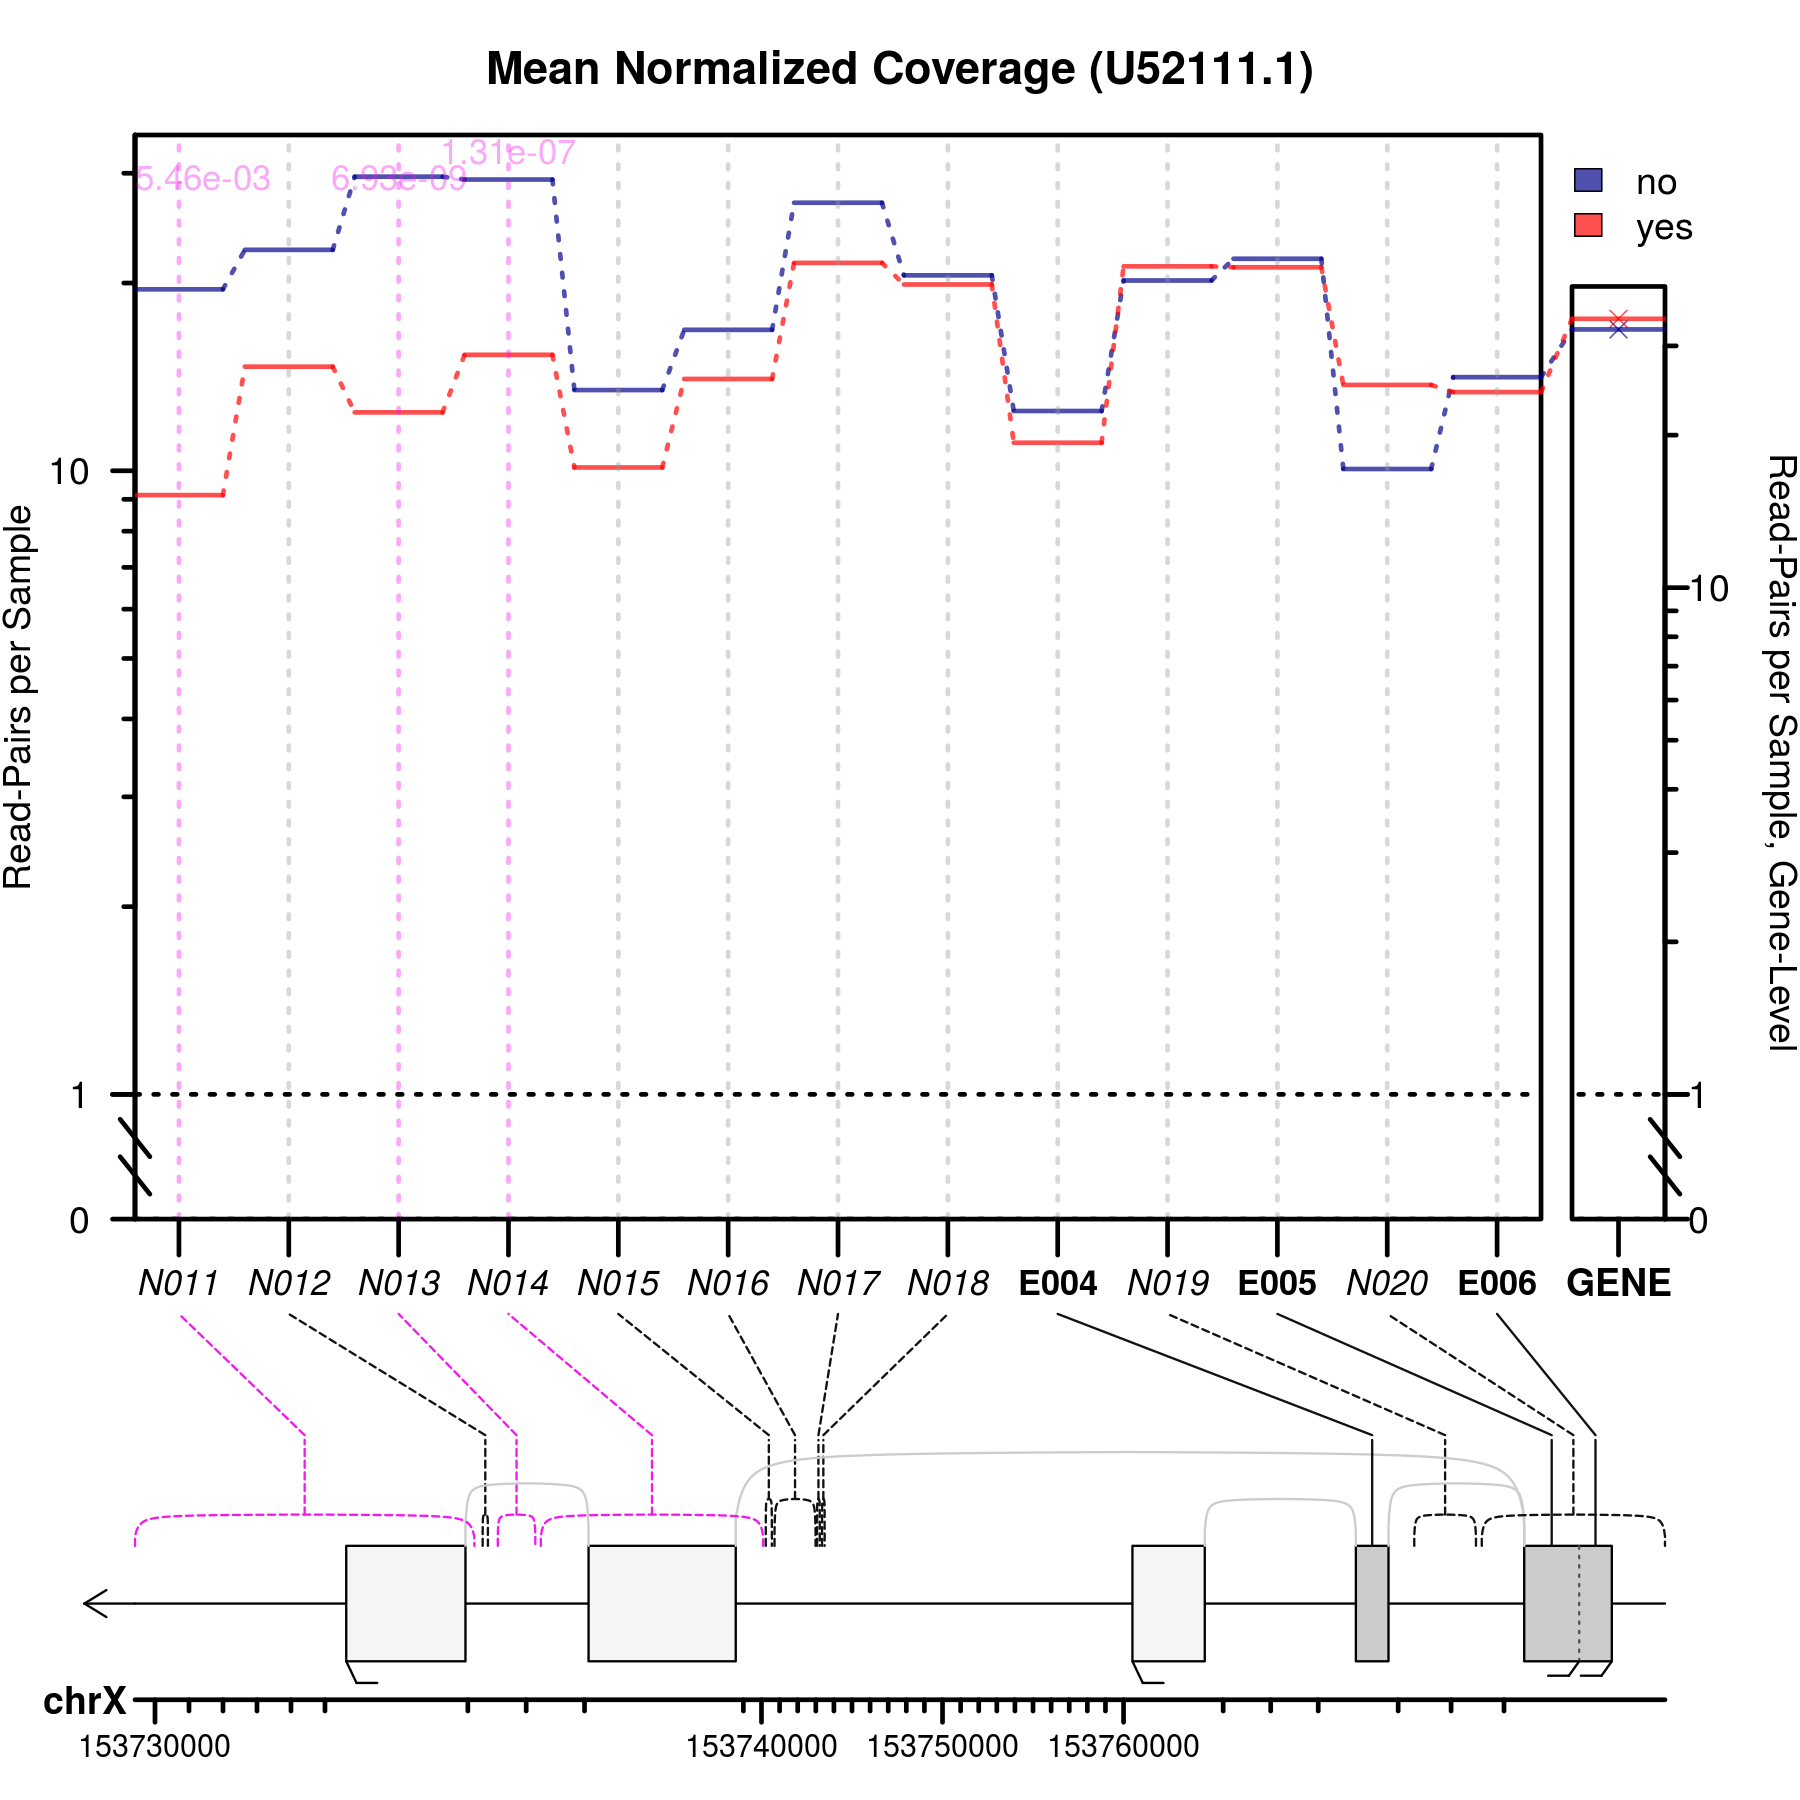 Mean Normalized Coverage (U52111.1)
1.31e-07
5.46e-03 6.93e-09
no
yes
10
1
0
Read-Pairs per Sample
10
1
0
Read-Pairs per Sample, Gene-Level
N011 N012 N013 N014 N015 N016 N017 N018 E004 N019 E005 N020 E006 GENE
chrX
153730000 153740000 153750000 153760000